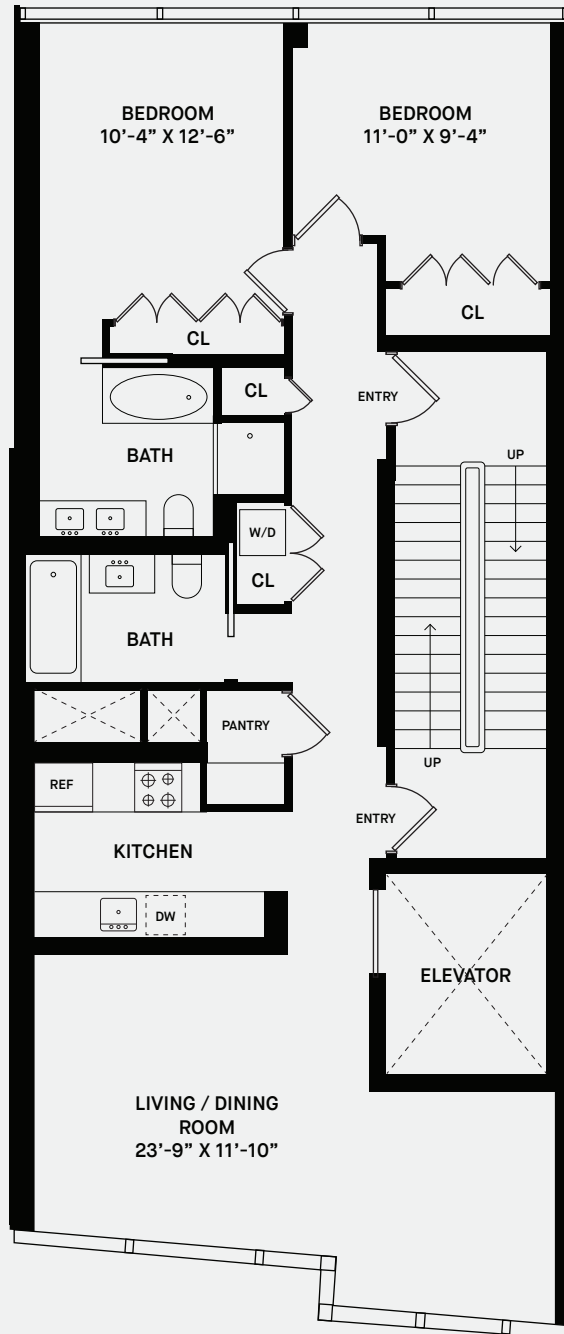 BEDROOM
10’-4” X 12’-6”
BEDROOM
11’-0” X 9’-4”
CL
CL
CL
ENTRY
BATH
UP
W/D
CL
BATH
PANTRY
UP
REF
ENTRY
KITCHEN
DW
ELEVATOR
LIVING / DINING
ROOM
23’-9” X 11’-10”